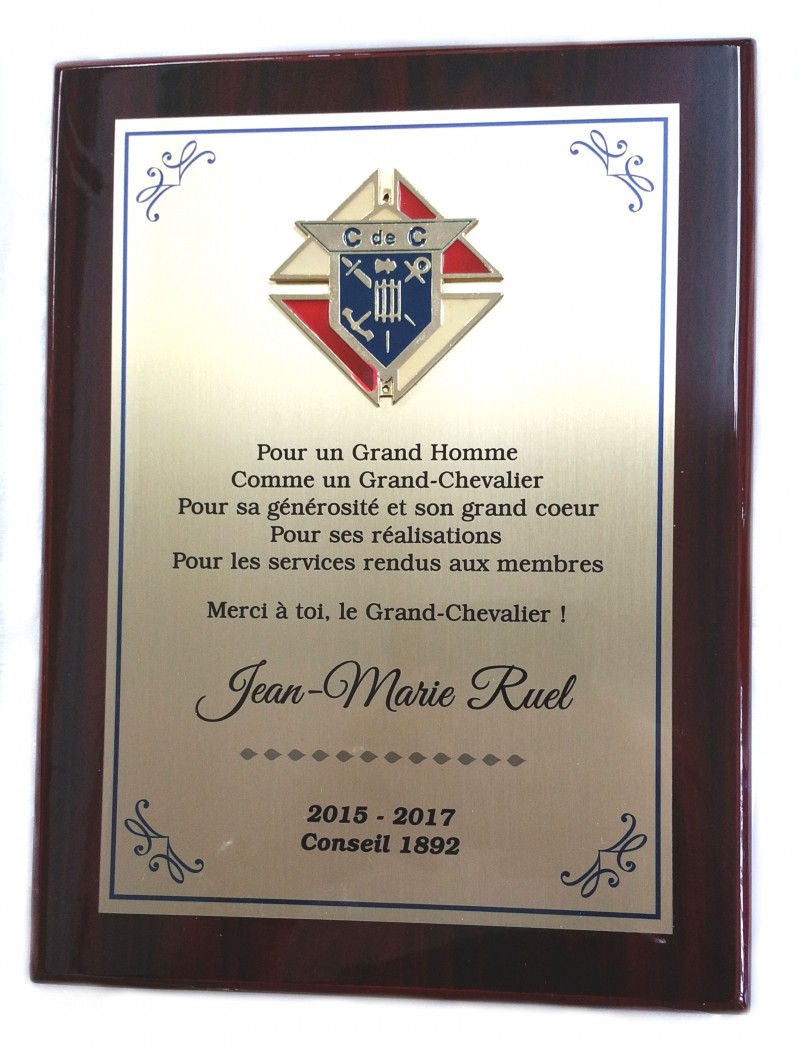 C de C
Pour un Grand Homme
Comme un Grand-Chevalier
Pour sa générosité et son grand coeur
Pour ses réalisations
Pour les services rendus aux membres
Merci à toi, le Grand-Chevalier !
Jean-Marie Ruel
2015 - 2017
Conseil 1892